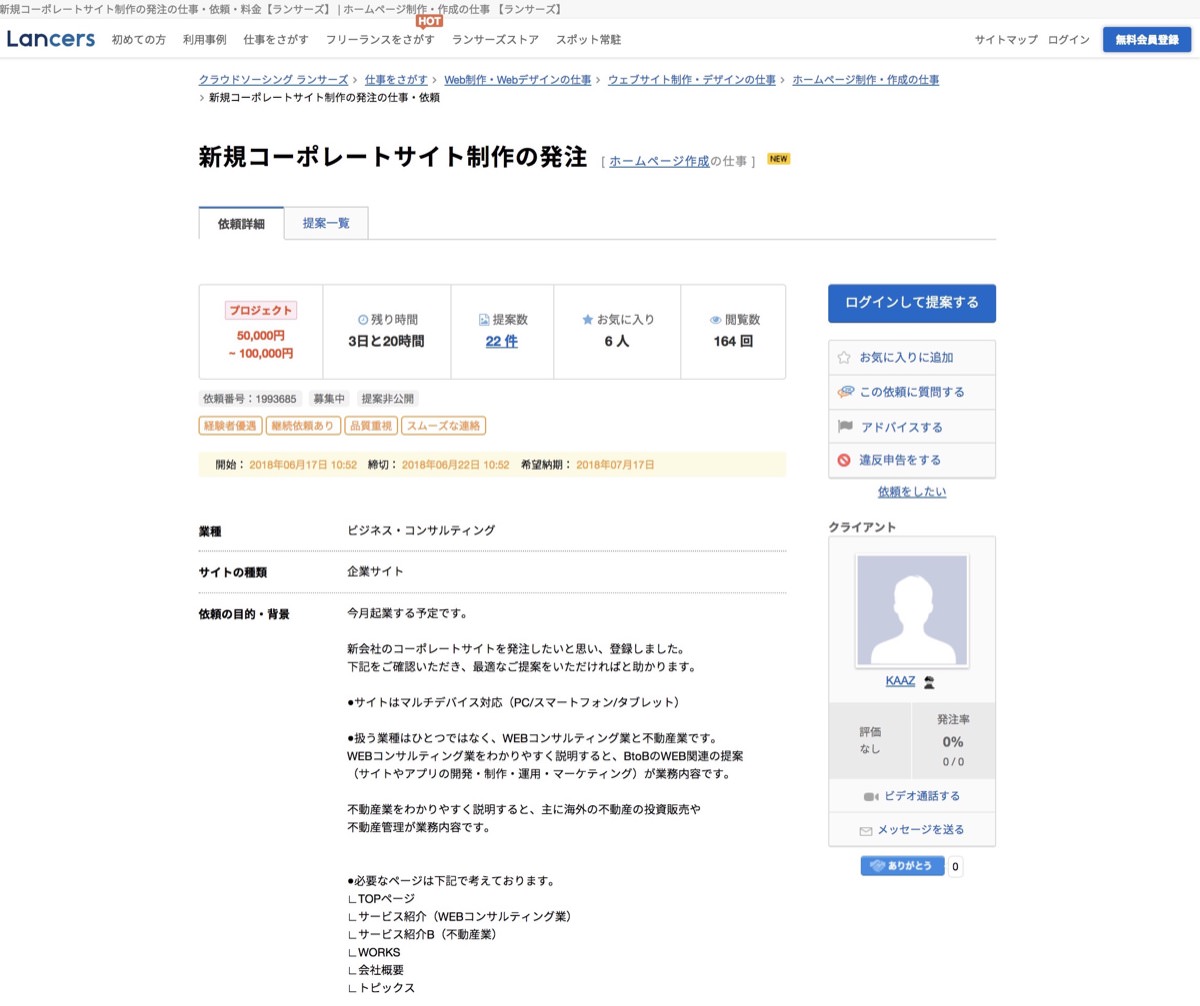 新規コーポレートサイト制作の発注の仕事・依頼・料金【ランサーズ】 | ホームページ制作・作成の仕事 【ランサーズ】
HOT
Lancers 初めての方 利用事例 仕事をさがす フリーランスをさがす ランサーズストア スポット常駐 サイトマップ ログイン 無料会員登録
クラウドソーシング ランサーズ › 仕事をさがす › Web制作・Webデザインの仕事 › ウェブサイト制作・デザインの仕事 › ホームページ制作・作成の仕事
› 新規コーポレートサイト制作の発注の仕事・依頼
新規コーポレートサイト制作の発注 [ ホームページ作成の仕事 ] NEW
依頼詳細 提案一覧
プロジェクト
50,000円
~ 100,000円
残り時間
3日と20時間
提案数
22 件
お気に入り
6 人
閲覧数
164 回
依頼番号：1993685 募集中 提案非公開
経験者優遇 継続依頼あり 品質重視 スムーズな連絡
開始： 2018年06月17日 10:52 締切： 2018年06月22日 10:52 希望納期： 2018年07月17日
業種 ビジネス・コンサルティング
サイトの種類 企業サイト
依頼の目的・背景 今月起業する予定です。
新会社のコーポレートサイトを発注したいと思い、登録しました。
下記をご確認いただき、最適なご提案をいただければと助かります。
●サイトはマルチデバイス対応（PC/スマートフォン/タブレット）
●扱う業種はひとつではなく、WEBコンサルティング業と不動産業です。
WEBコンサルティング業をわかりやすく説明すると、BtoBのWEB関連の提案
（サイトやアプリの開発・制作・運用・マーケティング）が業務内容です。
不動産業をわかりやすく説明すると、主に海外の不動産の投資販売や
不動産管理が業務内容です。
●必要なページは下記で考えております。
∟TOPページ
∟サービス紹介（WEBコンサルティング業）
∟サービス紹介B（不動産業）
∟WORKS
∟会社概要
∟トピックス
ログインして提案する
お気に入りに追加
この依頼に質問する
アドバイスする
違反申告をする
依頼をしたい
クライアント
KAAZ
評価
なし
発注率
0%
0 / 0
ビデオ通話する
メッセージを送る
ありがとう 0